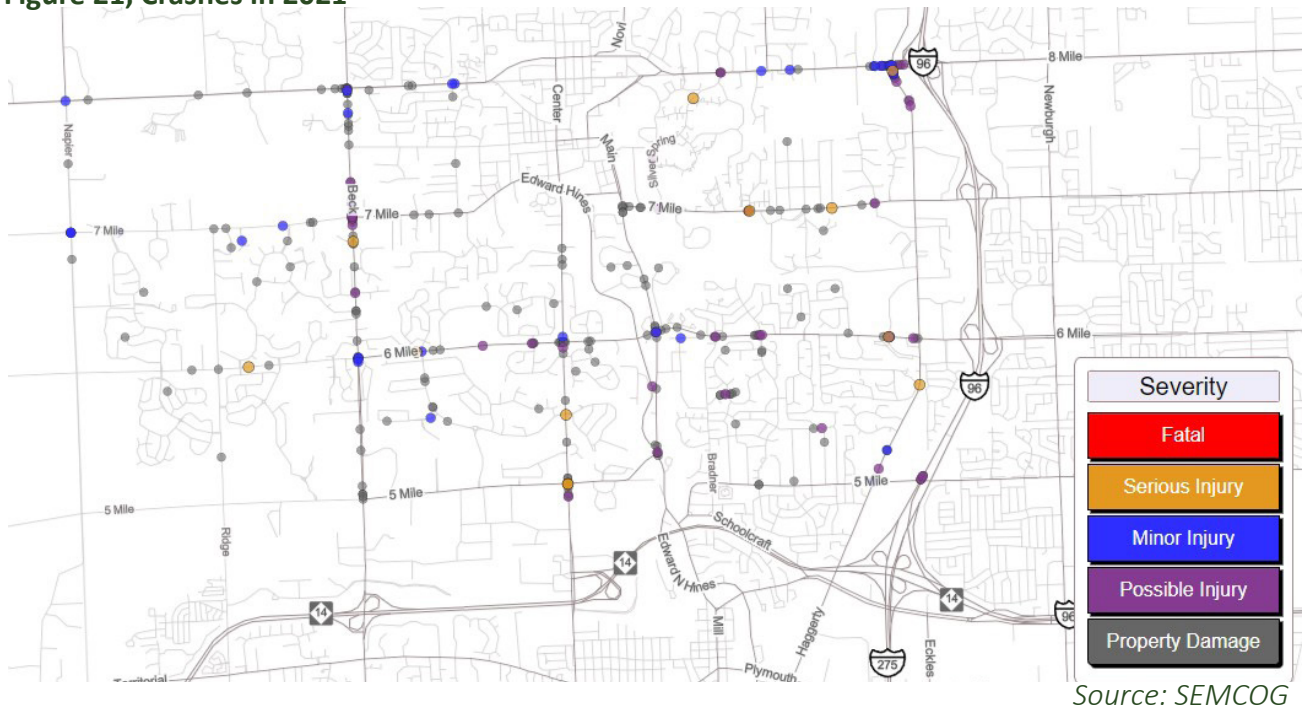 Figure 21, Crashes in 2021
Novi
96
8 Mile
Napier
Center
Newburgh
Main
Silver Spring
Edward Hines
Beck
7 Mile
7 Mile
7 Mile
6 Mile
6 Mile
96
Severity
Fatal
Serious Injury
Minor Injury
Possible Injury
Property Damage
Bradner
5 Mile
5 Mile
5 Mile
Ridge
Schoolcraft
Edward N Hines
14
14
14
96
Mill
Haggerty
Eckles
275
Plymouth
Territorial
Source: SEMCOG